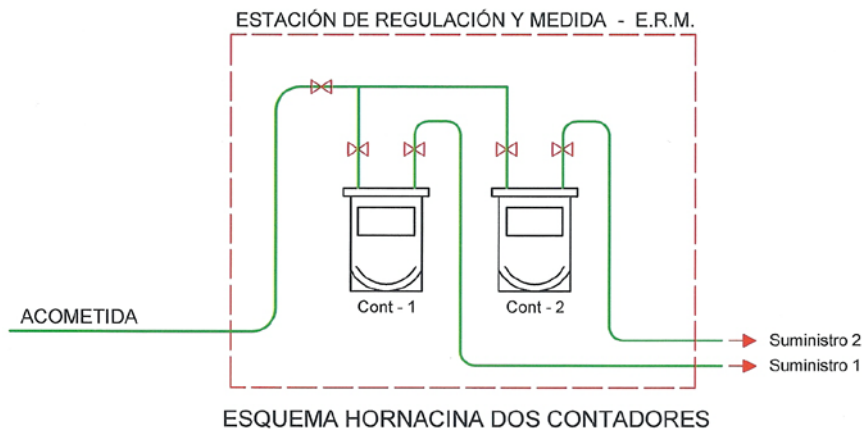 ESTACIÓN DE REGULACIÓN Y MEDIDA - E.R.M.
Cont - 1
Cont - 2
ACOMETIDA
Suministro 2
Suministro 1
ESQUEMA HORNACINA DOS CONTADORES